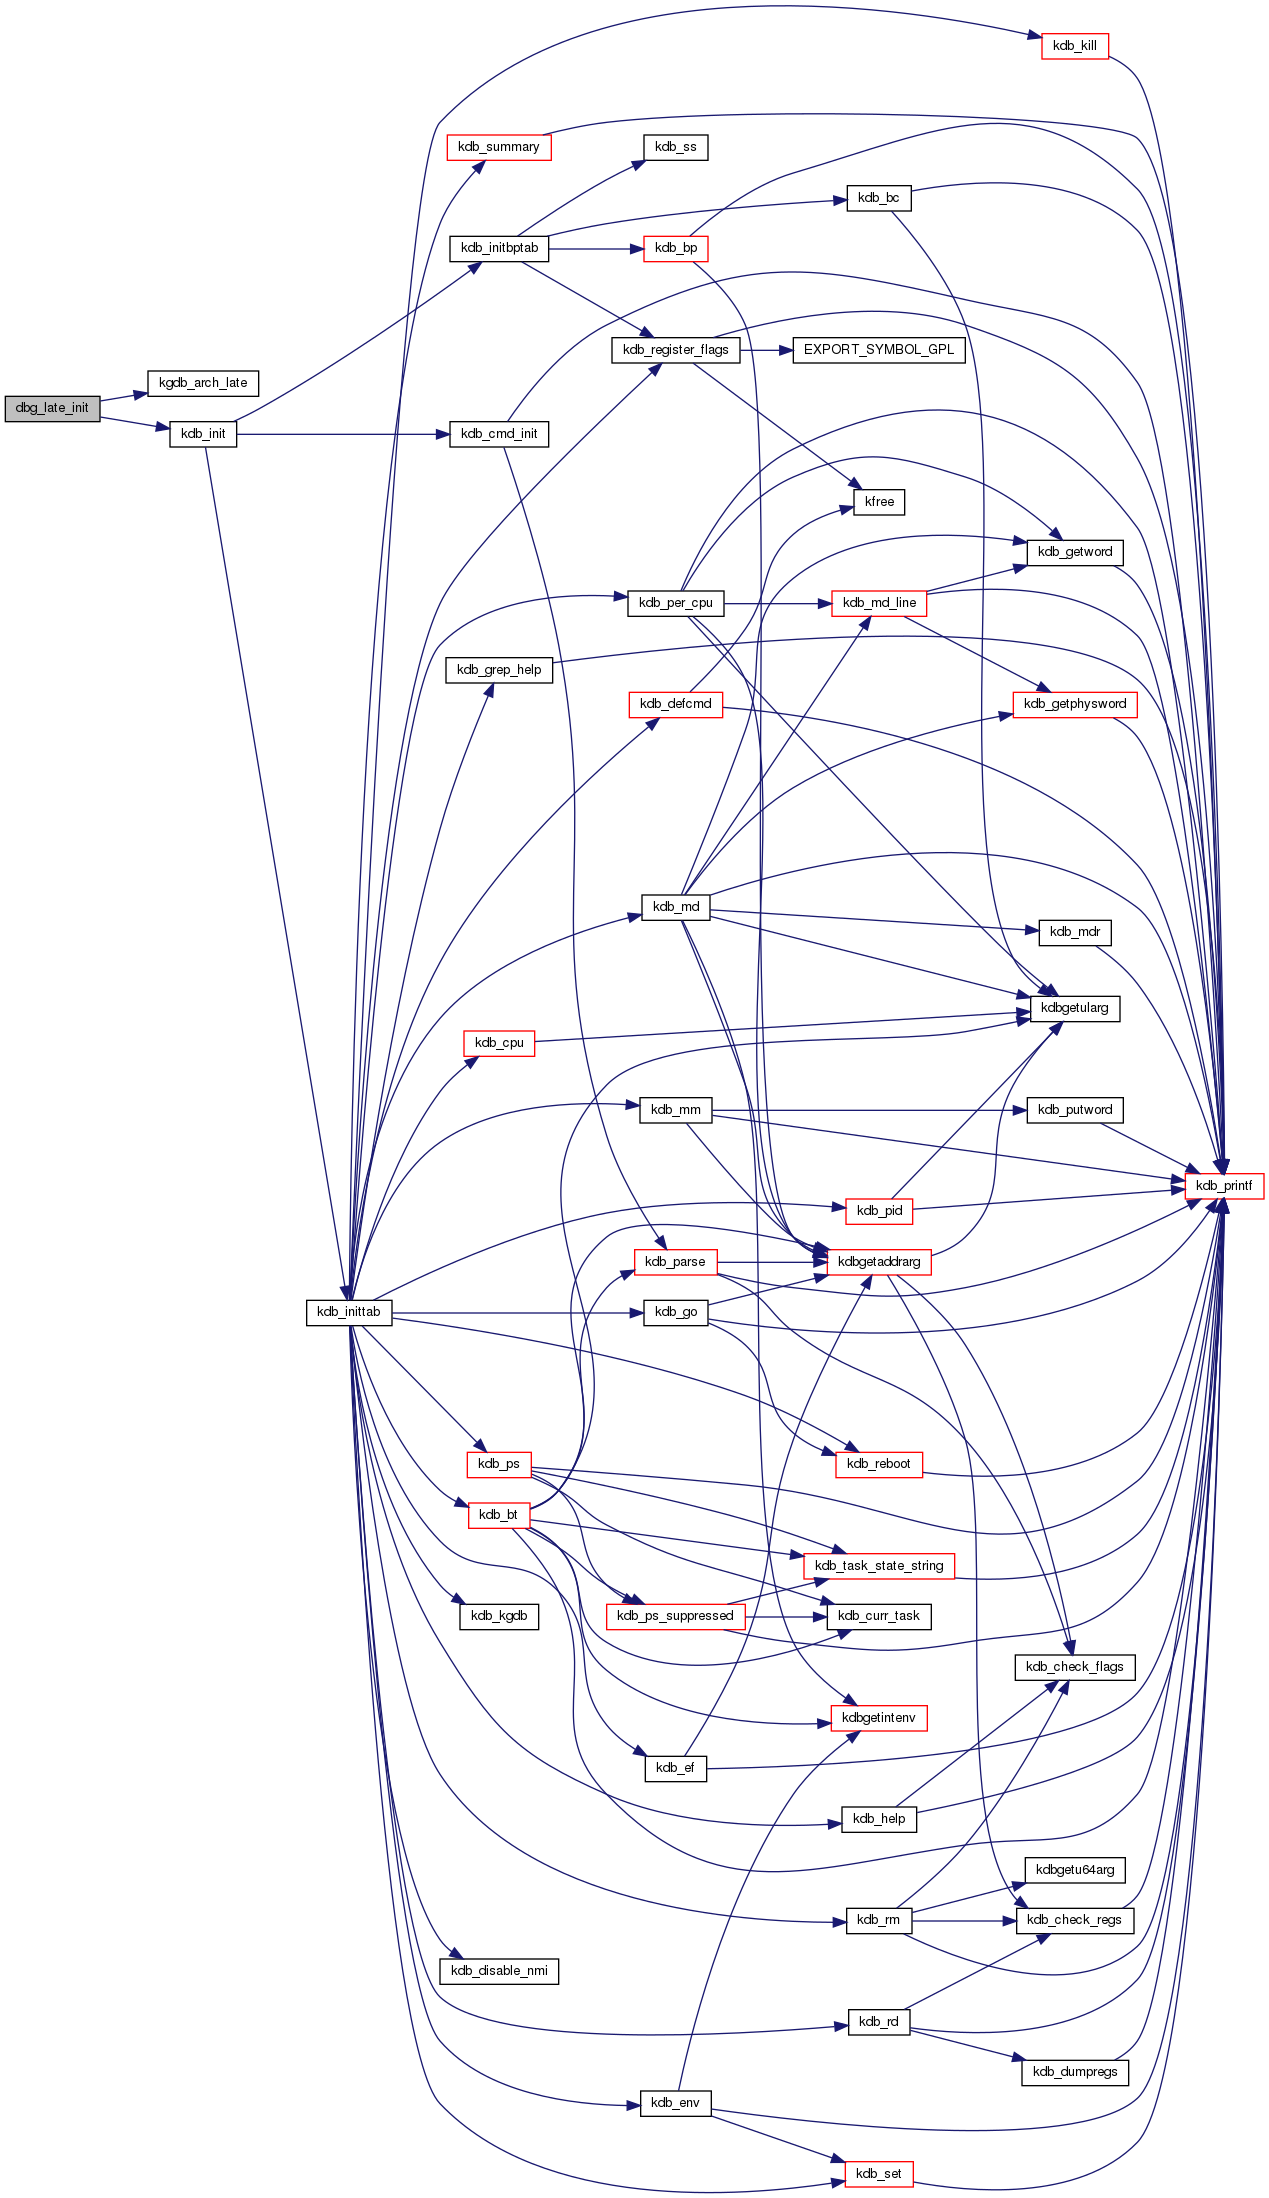 kdb_kill
kdb_summary
kdb_ss
kdb_bc
kdb_initbptab
kdb_bp
kdb_register_flags
EXPORT_SYMBOL_GPL
kgdb_arch_late
dbg_late_init
kdb_init
kdb_cmd_init
kfree
kdb_getword
kdb_per_cpu
kdb_md_line
kdb_grep_help
kdb_defcmd
kdb_getphysword
kdb_md
kdb_mdr
kdbgetularg
kdb_cpu
kdb_mm
kdb_putword
kdb_printf
kdb_pid
kdb_parse
kdbgetaddrarg
kdb_inittab
kdb_go
kdb_ps
kdb_reboot
kdb_bt
kdb_task_state_string
kdb_kgdb
kdb_ps_suppressed
kdb_curr_task
kdb_check_flags
kdbgetintenv
kdb_ef
kdb_help
kdbgetu64arg
kdb_rm
kdb_check_regs
kdb_disable_nmi
kdb_rd
kdb_dumpregs
kdb_env
kdb_set